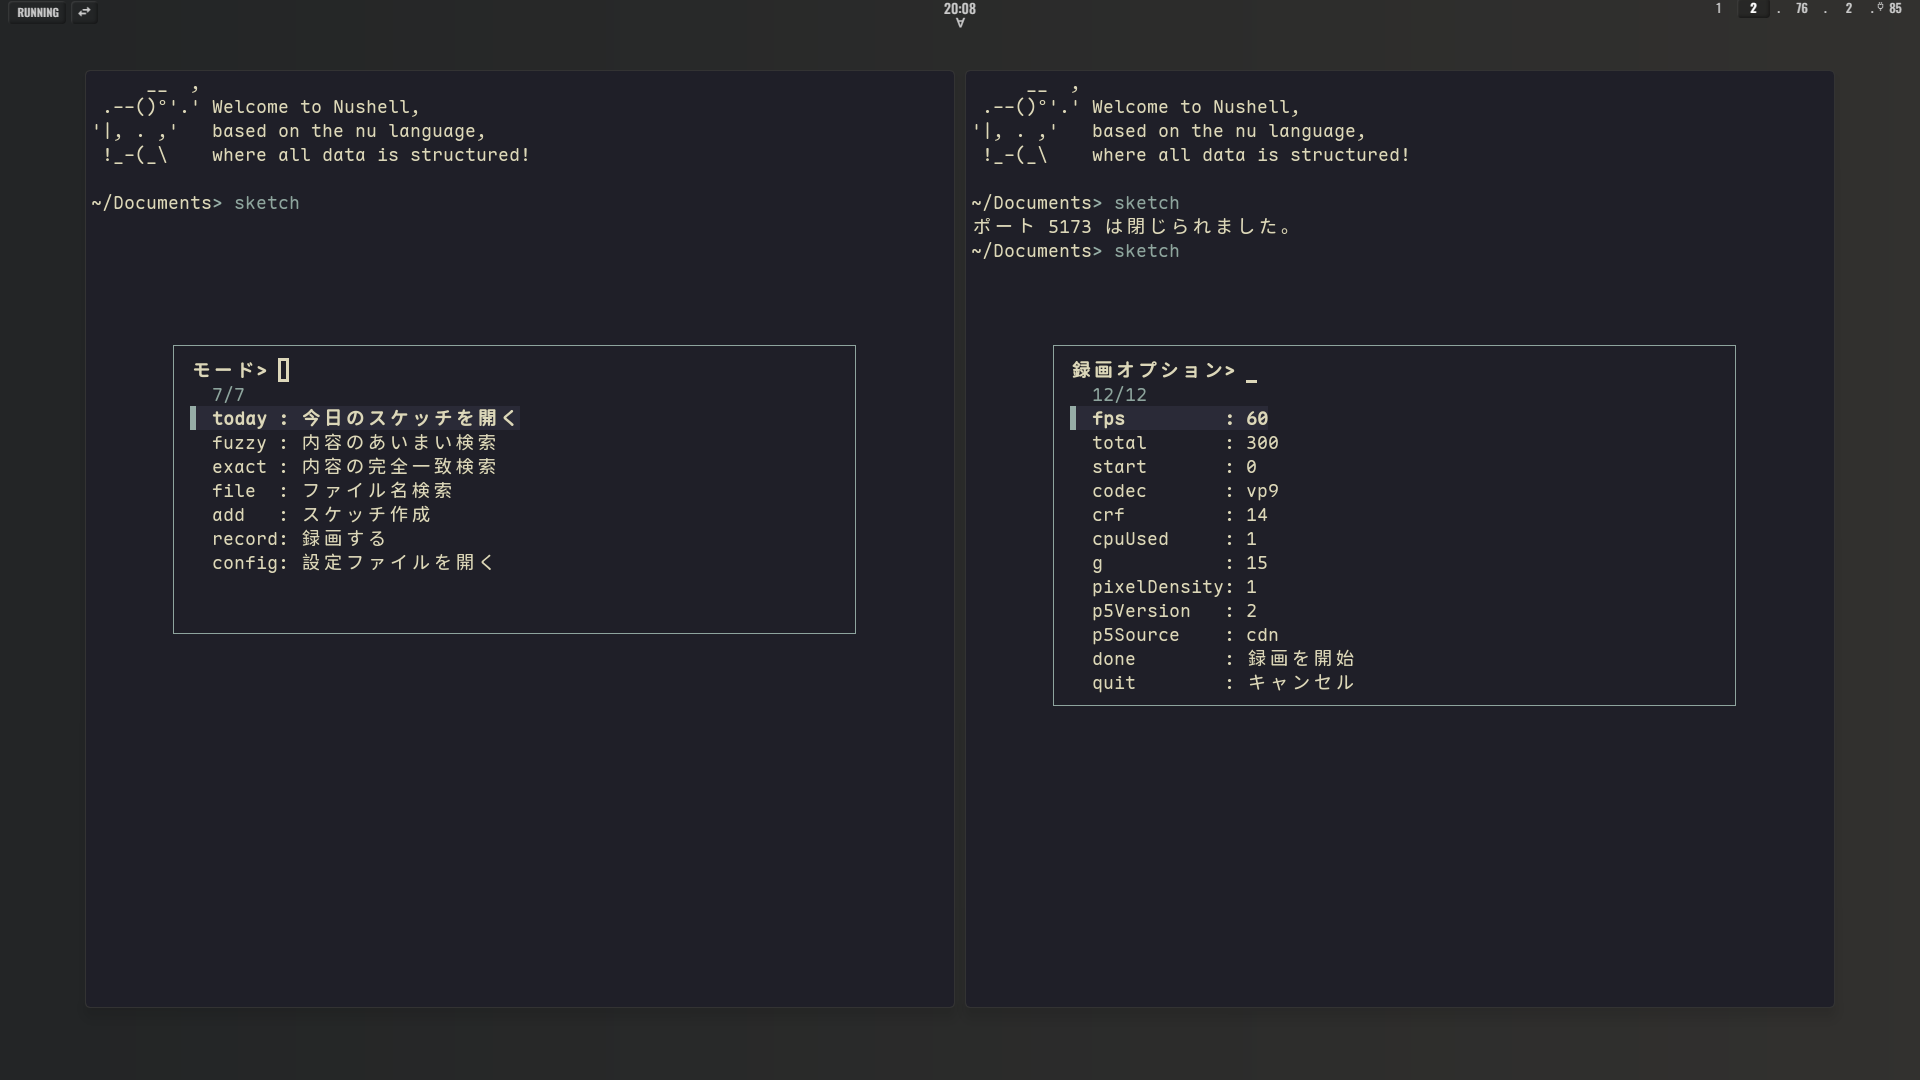 RUNNING
20:08
∀
1 2 . 76 . 2 . 85
__  ,
.--()°'.' Welcome to Nushell,
'|, . ,'   based on the nu language,
!_-(_\    where all data is structured!
~/Documents> sketch
モード>
7/7
today : 今日のスケッチを開く
fuzzy : 内容のあいまい検索
exact : 内容の完全一致検索
file  : ファイル名検索
add   : スケッチ作成
record: 録画する
config: 設定ファイルを開く
__  ,
.--()°'.' Welcome to Nushell,
'|, . ,'   based on the nu language,
!_-(_\    where all data is structured!
~/Documents> sketch
ポート 5173 は閉じられました。
~/Documents> sketch
録画オプション> _
12/12
fps         : 60
total       : 300
start       : 0
codec       : vp9
crf         : 14
cpuUsed     : 1
g           : 15
pixelDensity: 1
p5Version   : 2
p5Source    : cdn
done        : 録画を開始
quit        : キャンセル